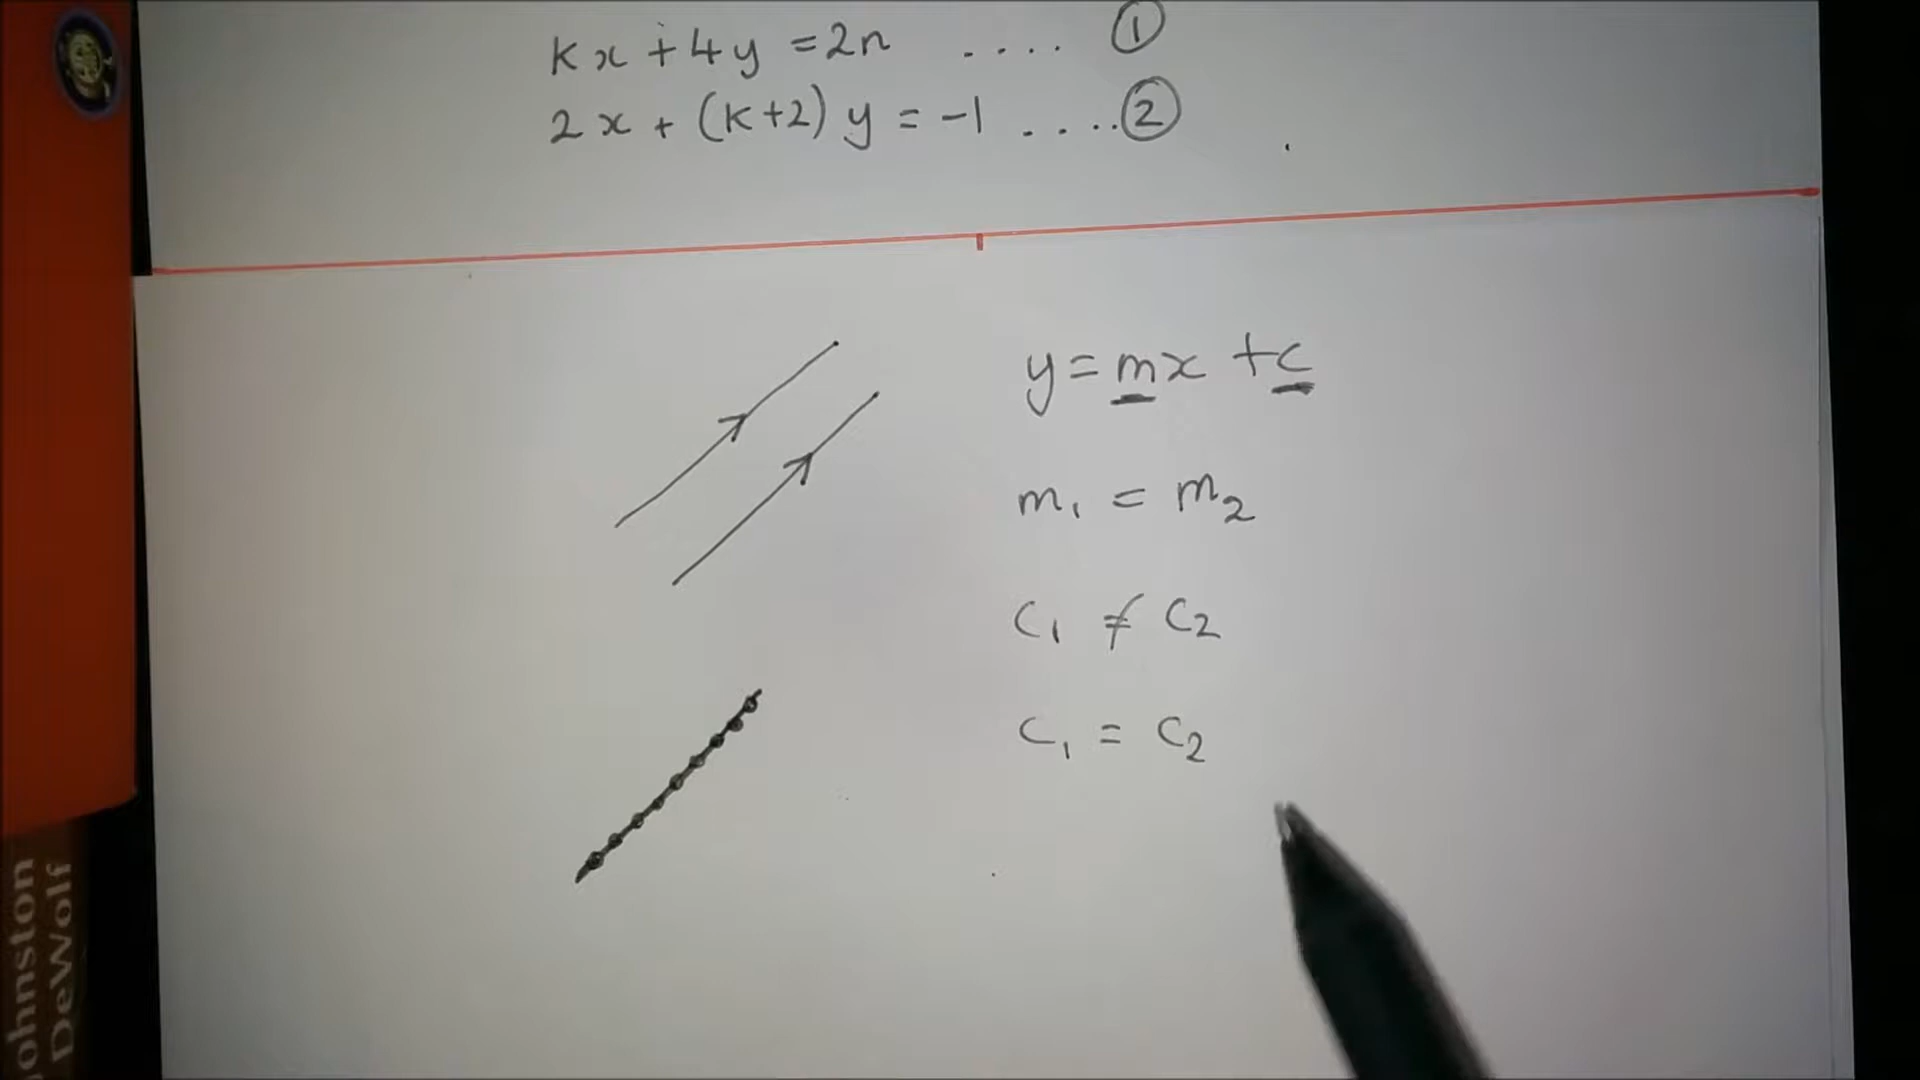 kx + 4y = 2n .... ①
2x + (k+2) y = -1 .... ②
y = mx + c
m₁ = m₂
c₁ ≠ c₂
c₁ = c₂
Johnston
DeWolf